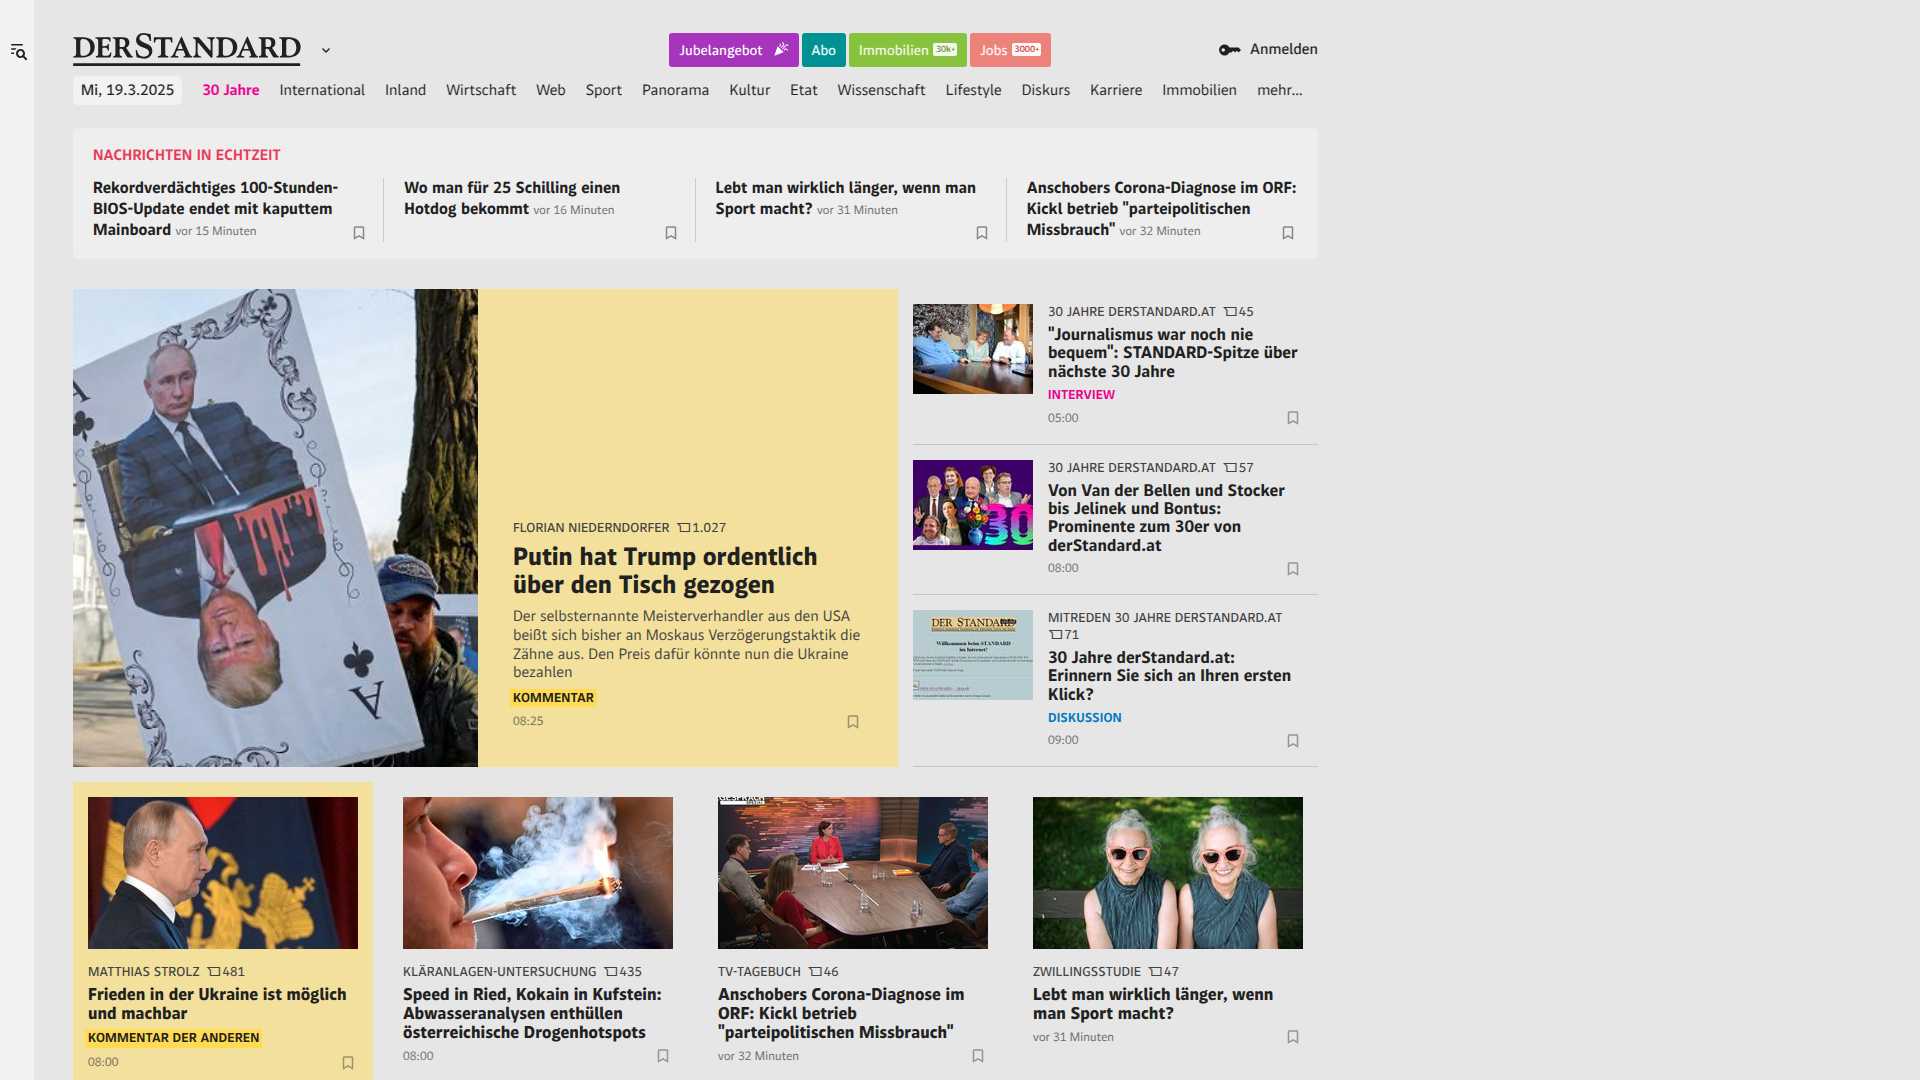 DERSTANDARD
Jubelangebot
Abo
Immobilien 30k+
Jobs 3000+
Anmelden
Mi, 19.3.2025
30 Jahre
International
Inland
Wirtschaft
Web
Sport
Panorama
Kultur
Etat
Wissenschaft
Lifestyle
Diskurs
Karriere
Immobilien
mehr...
NACHRICHTEN IN ECHTZEIT
Rekordverdächtiges 100-Stunden-
BIOS-Update endet mit kaputtem
Mainboard vor 15 Minuten
Wo man für 25 Schilling einen
Hotdog bekommt vor 16 Minuten
Lebt man wirklich länger, wenn man
Sport macht? vor 31 Minuten
Anschobers Corona-Diagnose im ORF:
Kickl betrieb "parteipolitischen
Missbrauch" vor 32 Minuten
A
A
FLORIAN NIEDERNDORFER 1.027
Putin hat Trump ordentlich
über den Tisch gezogen
Der selbsternannte Meisterverhandler aus den USA
beißt sich bisher an Moskaus Verzögerungstaktik die
Zähne aus. Den Preis dafür könnte nun die Ukraine
bezahlen
KOMMENTAR
08:25
30 JAHRE DERSTANDARD.AT 45
"Journalismus war noch nie
bequem": STANDARD-Spitze über
nächste 30 Jahre
INTERVIEW
05:00
30
30 JAHRE DERSTANDARD.AT 57
Von Van der Bellen und Stocker
bis Jelinek und Bontus:
Prominente zum 30er von
derStandard.at
08:00
DER STANDARD
Willkommen beim STANDARD
im Internet!
MITREDEN 30 JAHRE DERSTANDARD.AT
71
30 Jahre derStandard.at:
Erinnern Sie sich an Ihren ersten
Klick?
DISKUSSION
09:00
MATTHIAS STROLZ 481
Frieden in der Ukraine ist möglich
und machbar
KOMMENTAR DER ANDEREN
08:00
KLÄRANLAGEN-UNTERSUCHUNG 435
Speed in Ried, Kokain in Kufstein:
Abwasseranalysen enthüllen
österreichische Drogenhotspots
08:00
GESPRÄCH
TV-TAGEBUCH 46
Anschobers Corona-Diagnose im
ORF: Kickl betrieb
"parteipolitischen Missbrauch"
vor 32 Minuten
ZWILLINGSSTUDIE 47
Lebt man wirklich länger, wenn
man Sport macht?
vor 31 Minuten